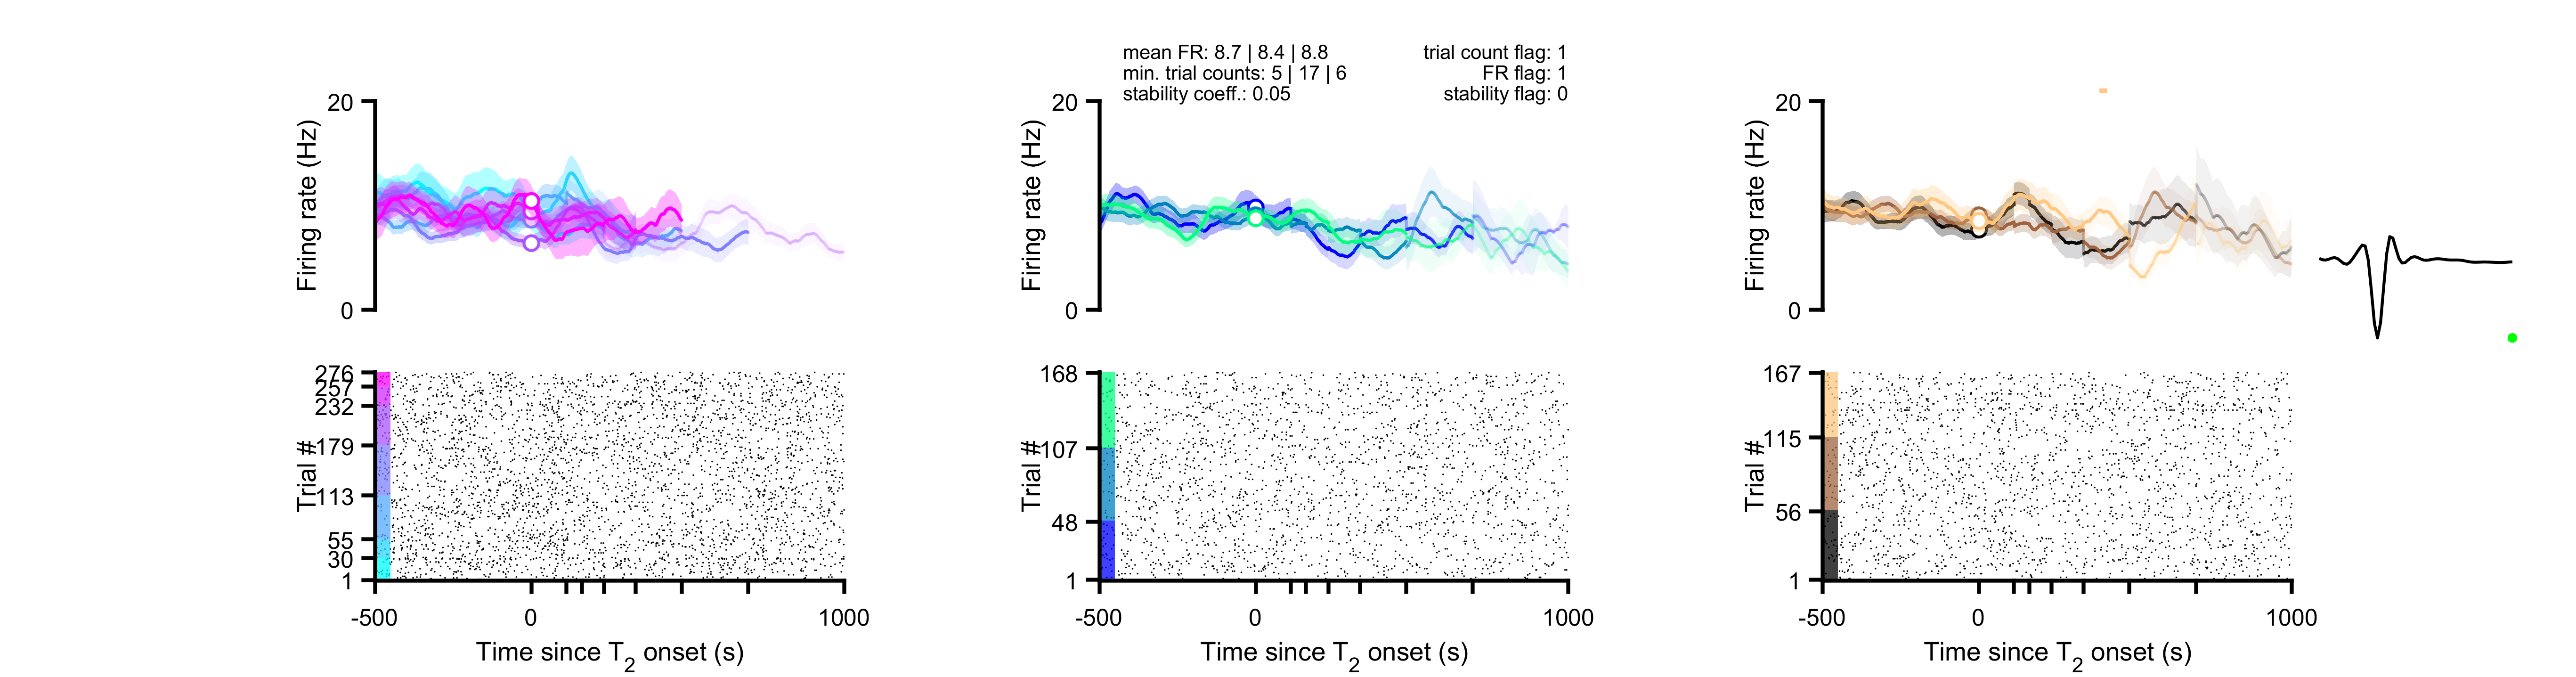 mean FR: 8.7 | 8.4 | 8.8
min. trial counts: 5 | 17 | 6
stability coeff.: 0.05
trial count flag: 1
FR flag: 1
stability flag: 0
20
Firing rate (Hz)
0
276
257
232
179
113
55
30
1
Trial #
-500
0
1000
Time since T2 onset (s)
20
Firing rate (Hz)
0
168
107
48
1
Trial #
-500
0
1000
Time since T2 onset (s)
20
Firing rate (Hz)
0
167
115
56
1
Trial #
-500
0
1000
Time since T2 onset (s)